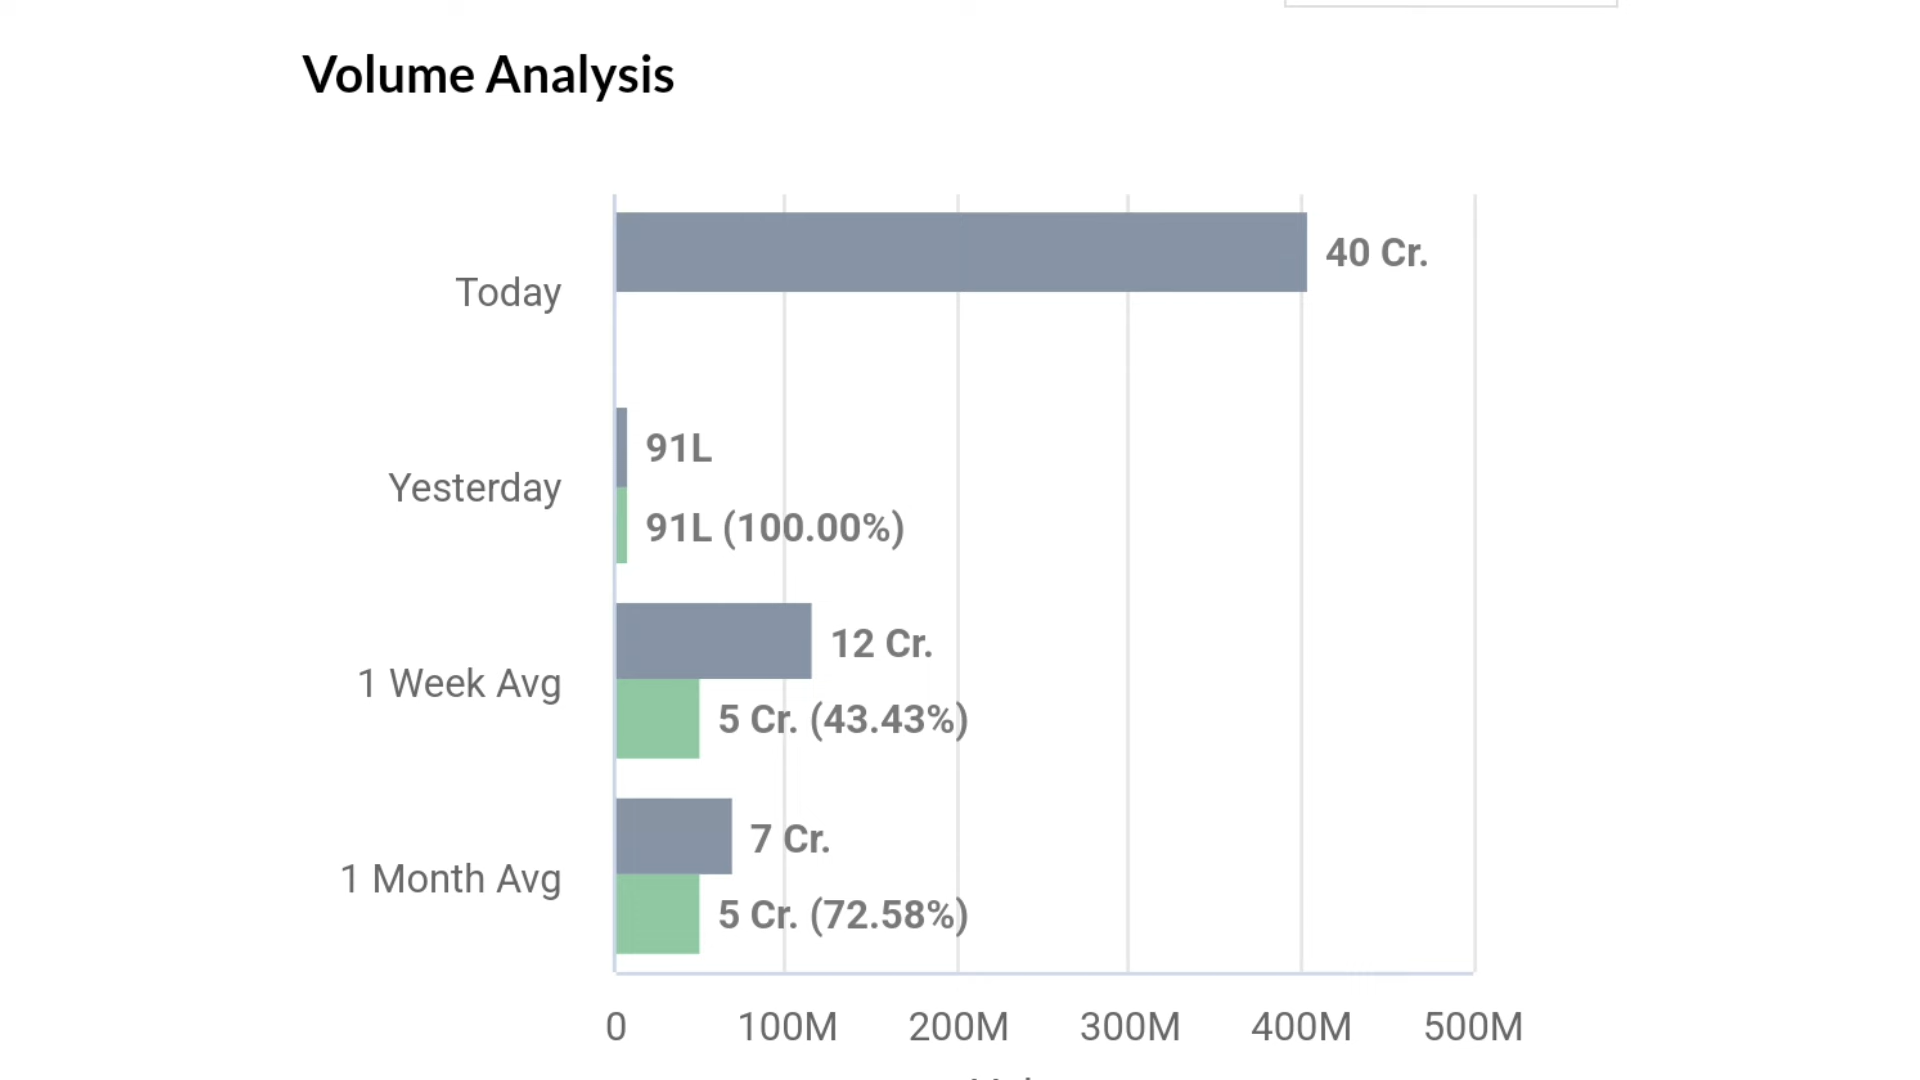 Volume Analysis
Today
40 Cr.
Yesterday
91L
91L (100.00%)
1 Week Avg
12 Cr.
5 Cr. (43.43%)
1 Month Avg
7 Cr.
5 Cr. (72.58%)
0 100M 200M 300M 400M 500M